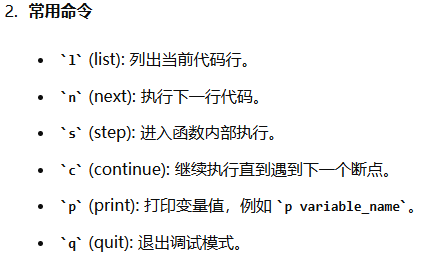 2. 常用命令
• `l` (list): 列出当前代码行。
• `n` (next): 执行下一行代码。
• `s` (step): 进入函数内部执行。
• `c` (continue): 继续执行直到遇到下一个断点。
• `p` (print): 打印变量值，例如 `p variable_name`。
• `q` (quit): 退出调试模式。